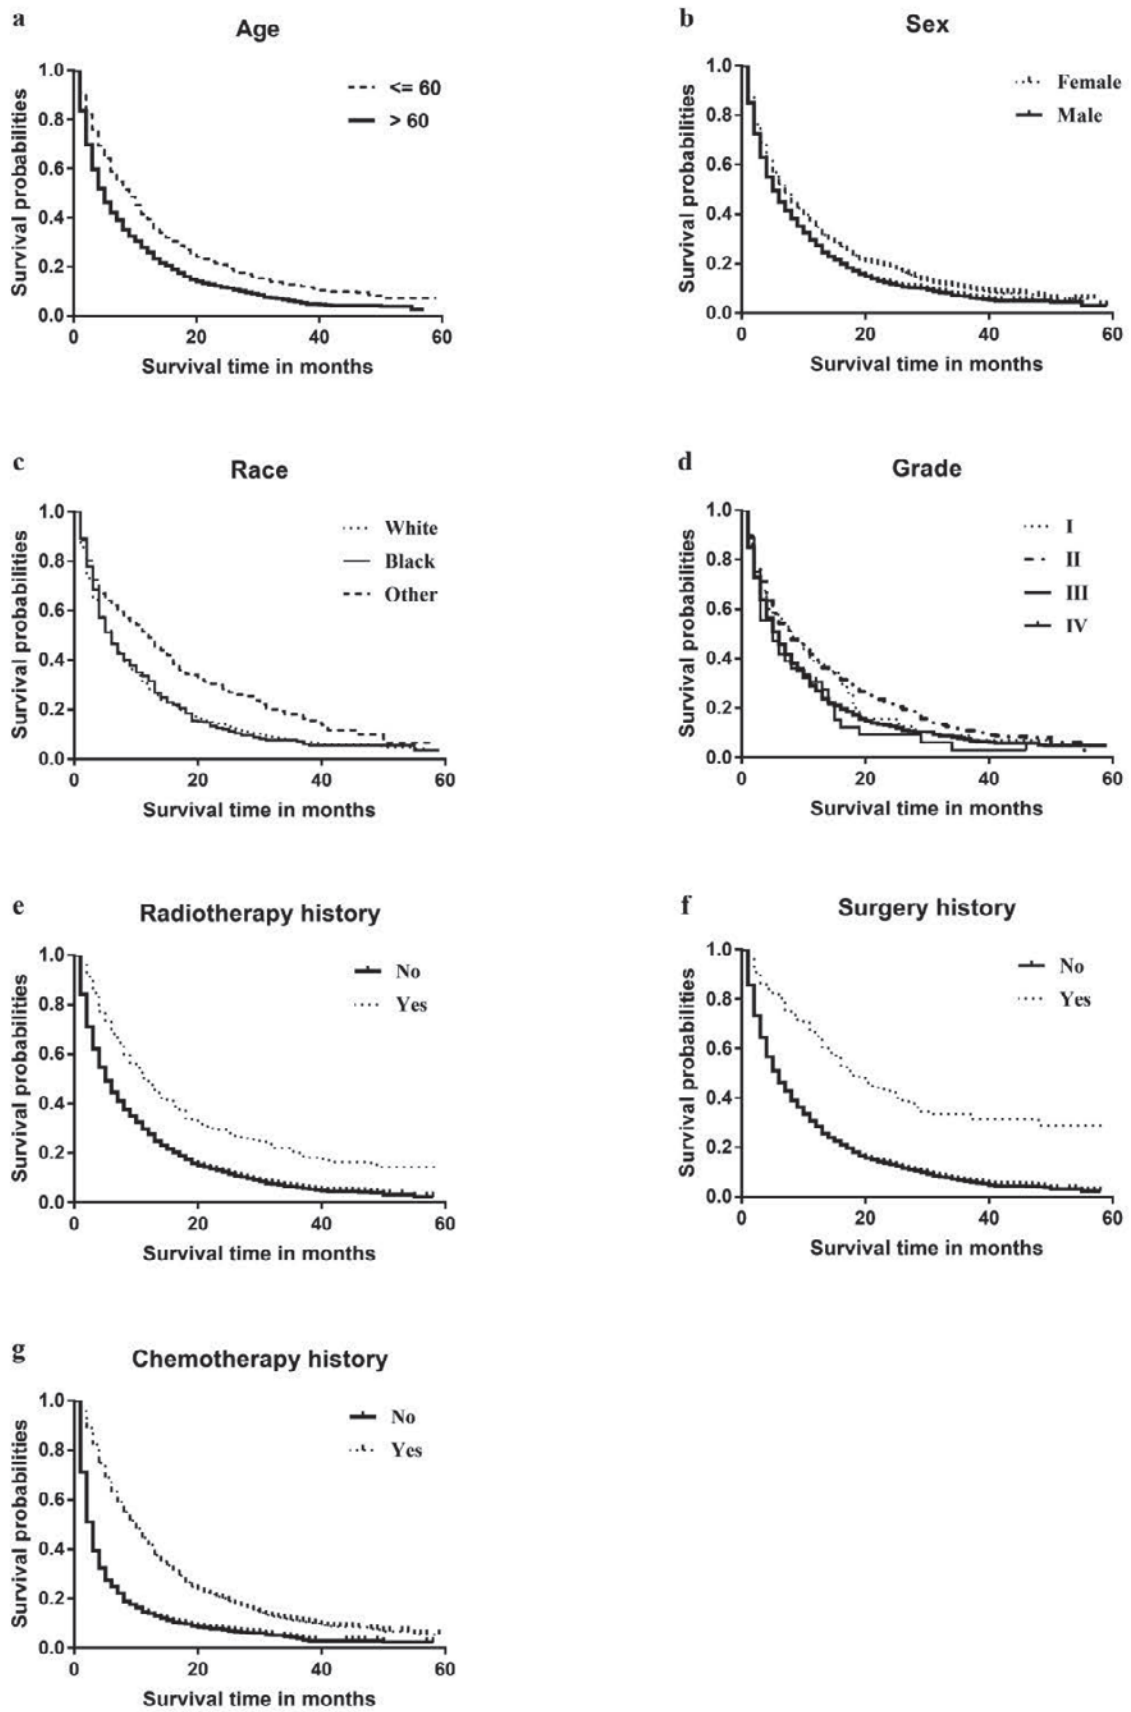 a
Age
1.0
0.8
0.6
0.4
0.2
0.0
Survival probabilities
<= 60
> 60
0 20 40 60
Survival time in months
b
Sex
1.0
0.8
0.6
0.4
0.2
0.0
Survival probabilities
Female
Male
0 20 40 60
Survival time in months
c
Race
1.0
0.8
0.6
0.4
0.2
0.0
Survival probabilities
White
Black
Other
0 20 40 60
Survival time in months
d
Grade
1.0
0.8
0.6
0.4
0.2
0.0
Survival probabilities
I
II
III
IV
0 20 40 60
Survival time in months
e
Radiotherapy history
1.0
0.8
0.6
0.4
0.2
0.0
Survival probabilities
No
Yes
0 20 40 60
Survival time in months
f
Surgery history
1.0
0.8
0.6
0.4
0.2
0.0
Survival probabilities
No
Yes
0 20 40 60
Survival time in months
g
Chemotherapy history
1.0
0.8
0.6
0.4
0.2
0.0
Survival probabilities
No
Yes
0 20 40 60
Survival time in months